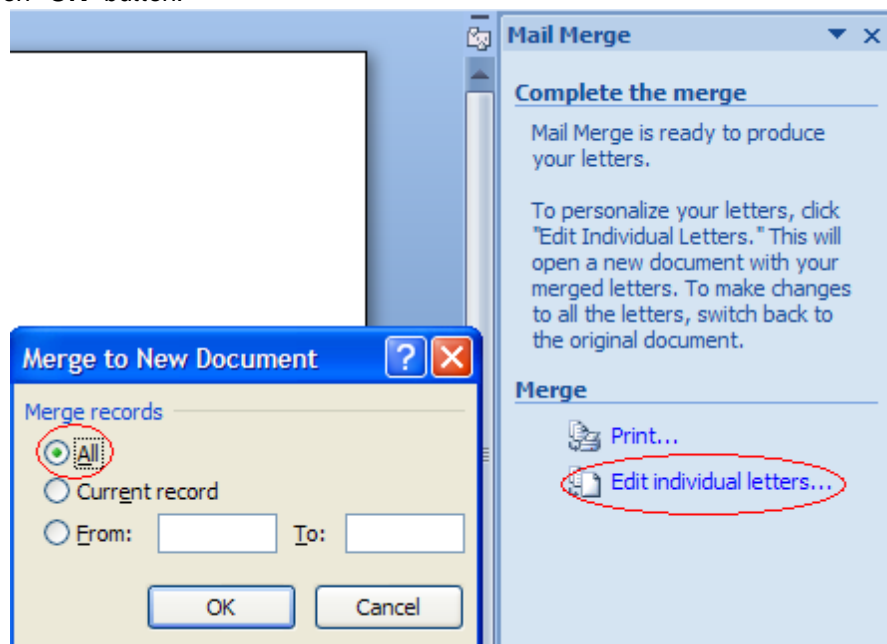 "OK" button.
Mail Merge
Complete the merge
Mail Merge is ready to produce
your letters.
To personalize your letters, click
"Edit Individual Letters." This will
open a new document with your
merged letters. To make changes
to all the letters, switch back to
the original document.
Merge
Print...
Edit individual letters...
Merge to New Document
Merge records
All
Current record
From: To:
OK Cancel